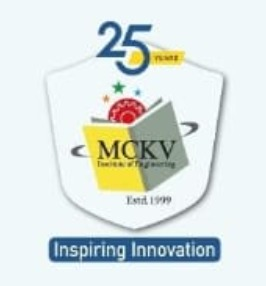 25
YEARS
MCKV
Institute of Engineering
Estd.1999
Inspiring Innovation